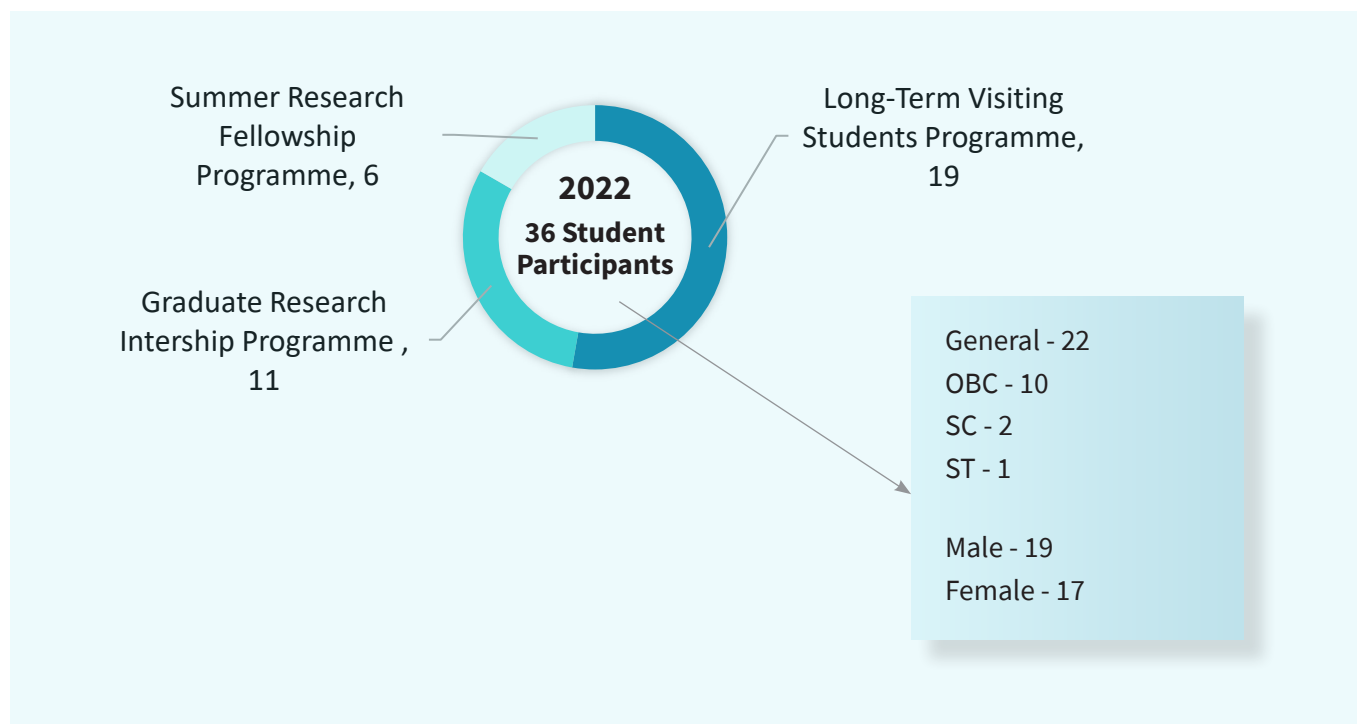 Summer Research
Fellowship
Programme, 6
Long-Term Visiting
Students Programme,
19
2022
36 Student
Participants
Graduate Research
Intership Programme ,
11
General - 22
OBC - 10
SC - 2
ST - 1
Male - 19
Female - 17